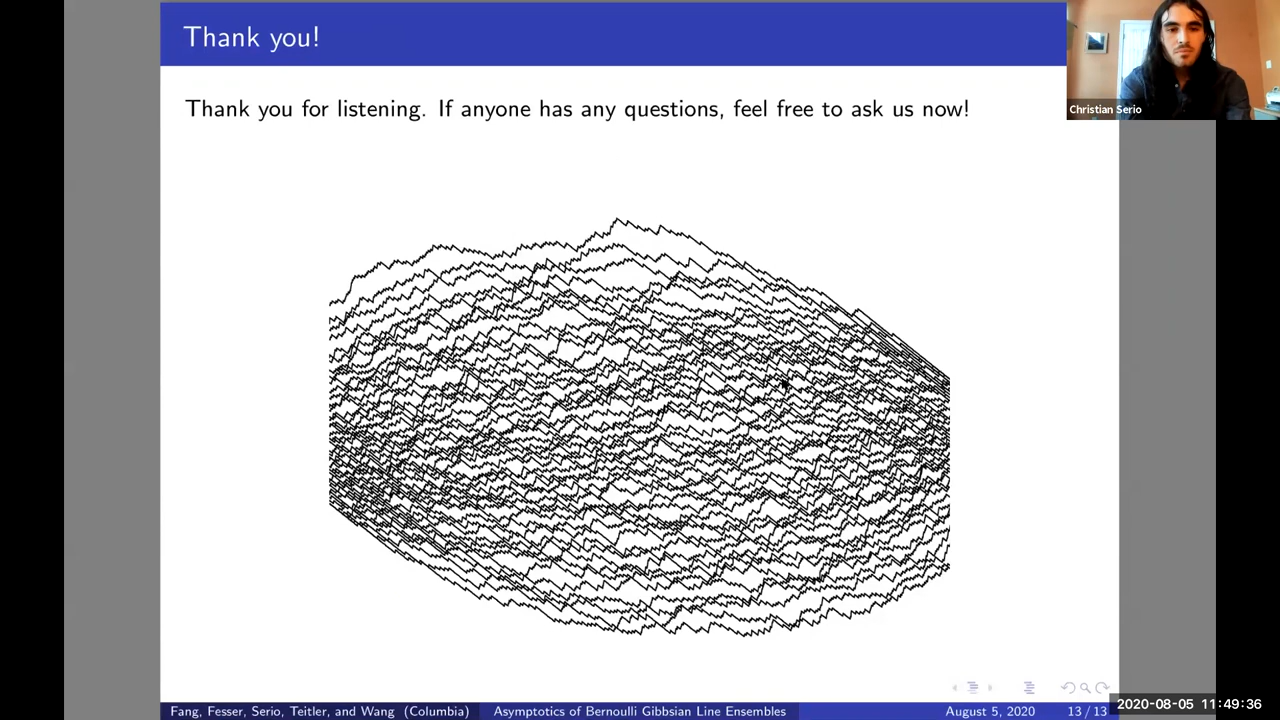 Thank you!
Christian Serio
Thank you for listening. If anyone has any questions, feel free to ask us now!
Fang, Fesser, Serio, Teitler, and Wang (Columbia)
Asymptotics of Bernoulli Gibbsian Line Ensembles
August 5, 2020
13 / 13
2020-08-05 11:49:36